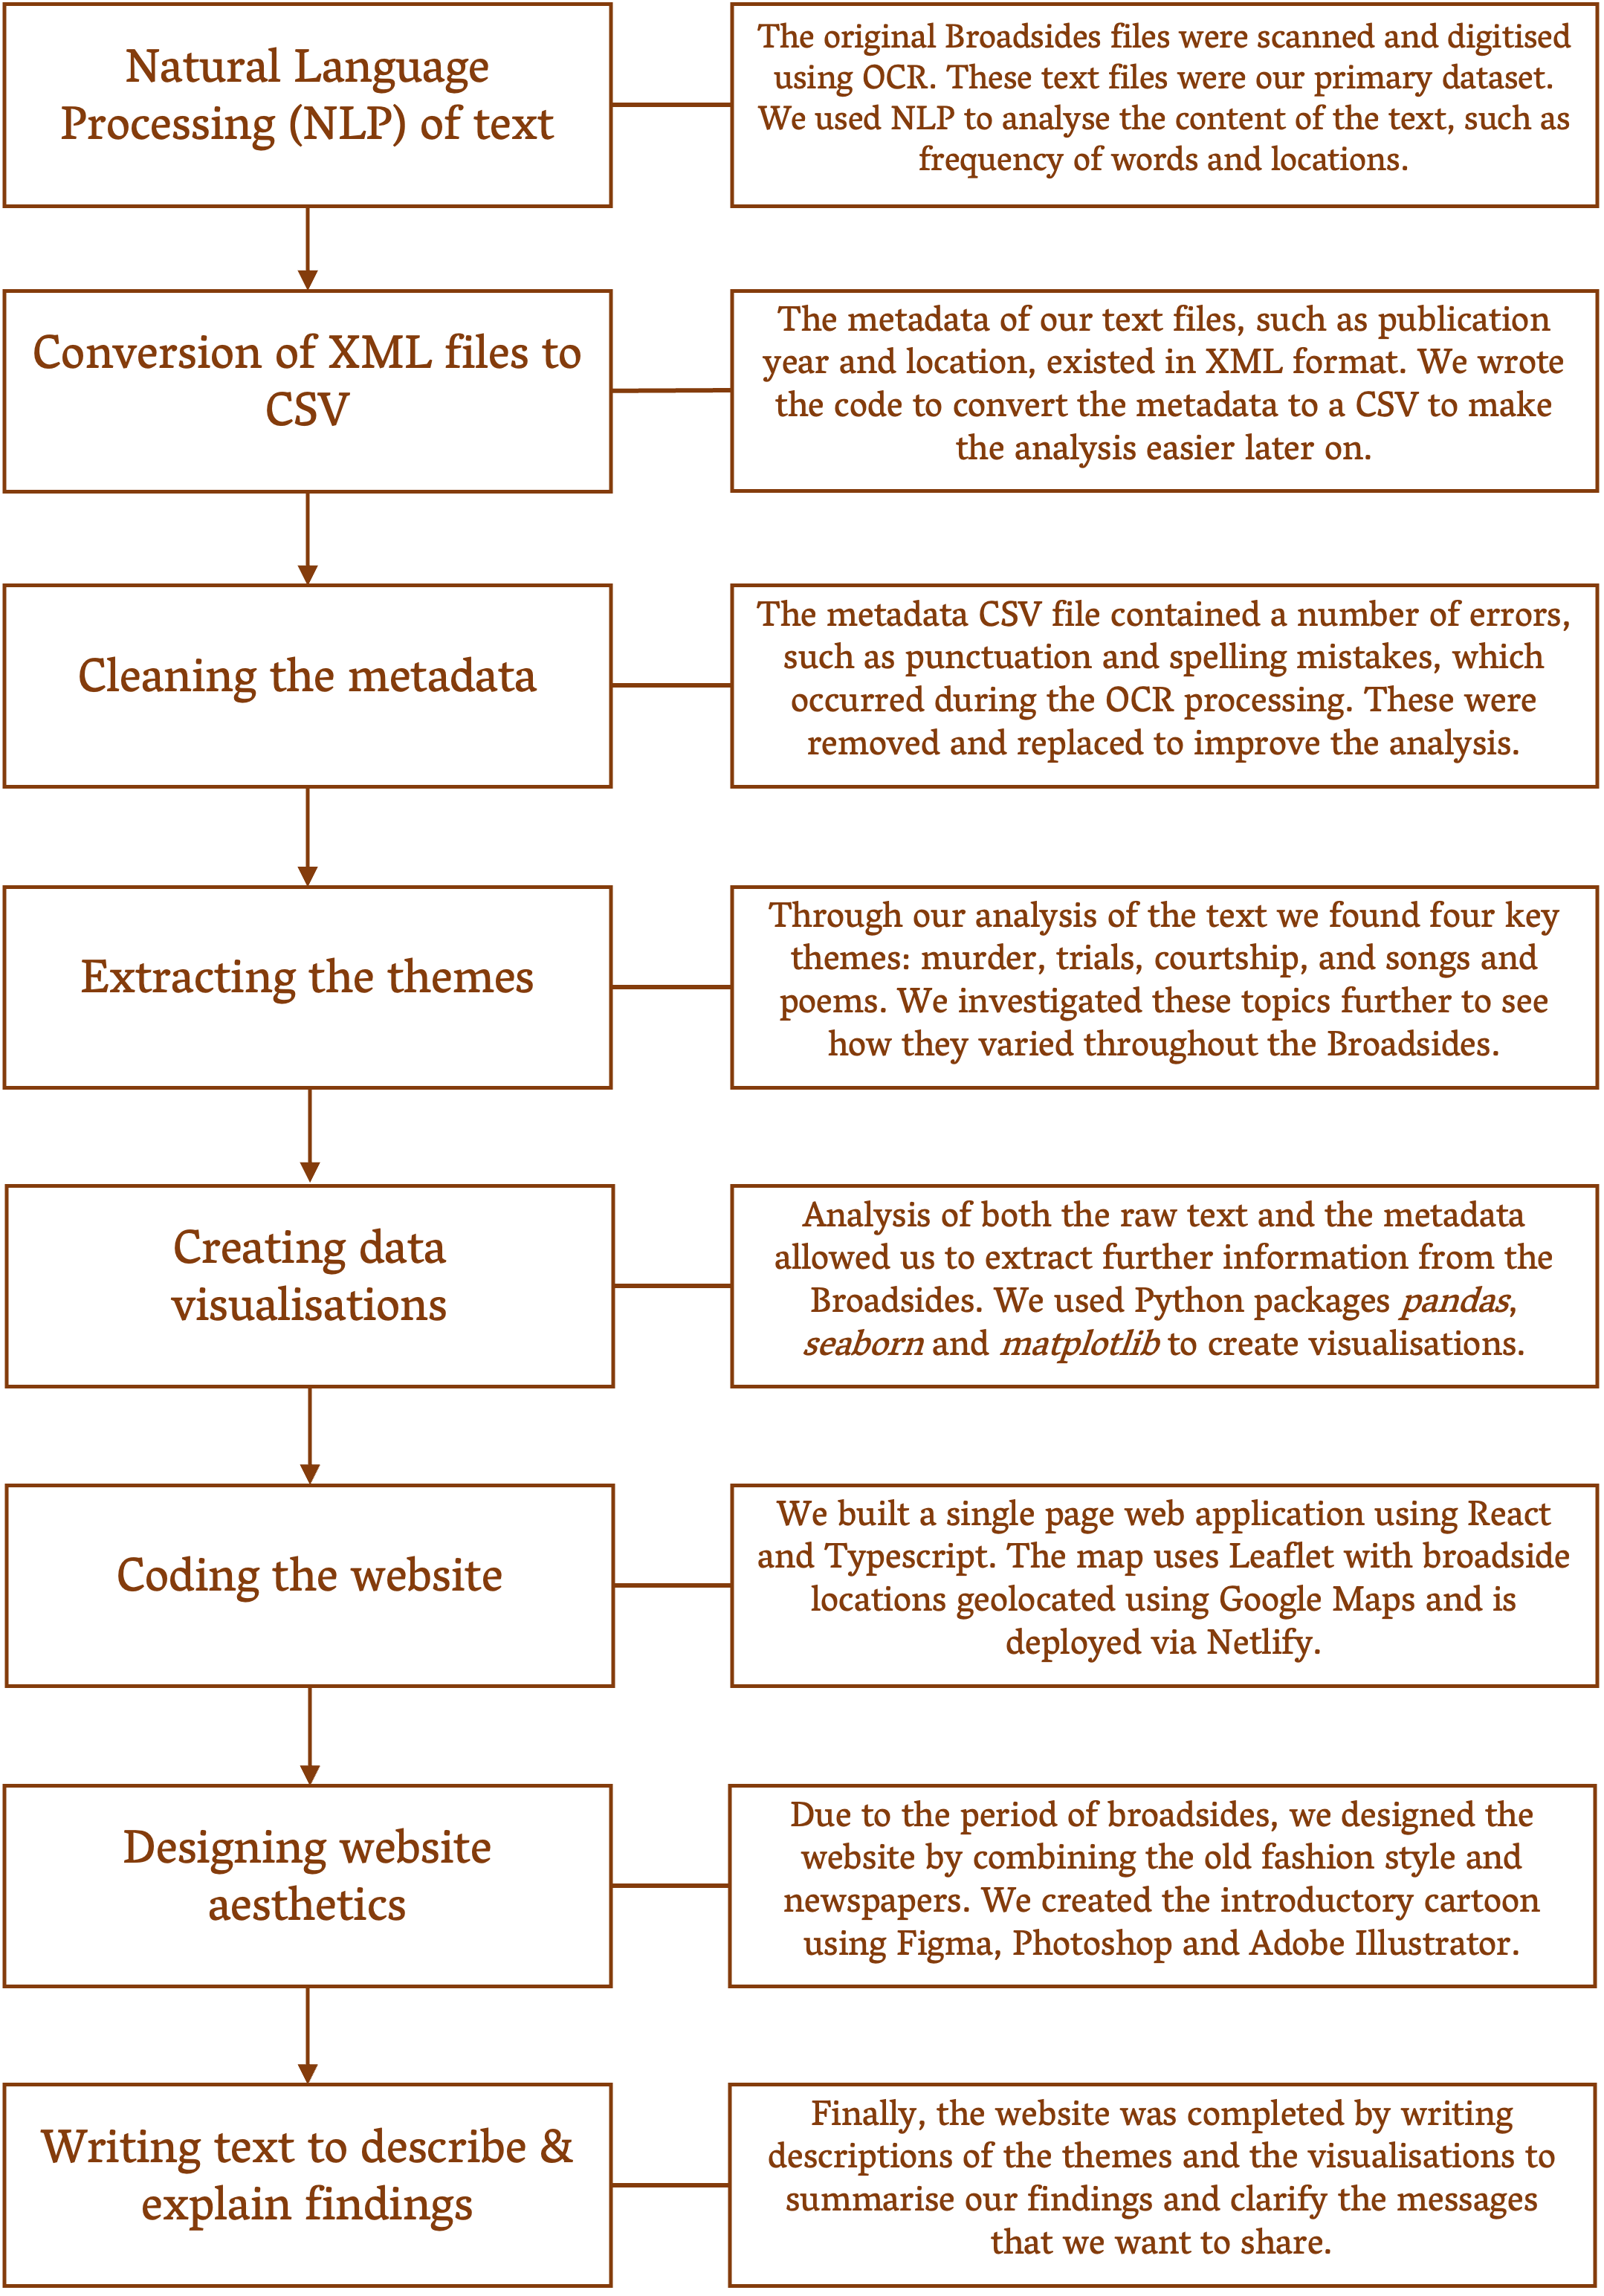 Natural Language
Processing (NLP) of text
The original Broadsides files were scanned and digitised
using OCR. These text files were our primary dataset.
We used NLP to analyse the content of the text, such as
frequency of words and locations.
Conversion of XML files to
CSV
The metadata of our text files, such as publication
year and location, existed in XML format. We wrote
the code to convert the metadata to a CSV to make
the analysis easier later on.
Cleaning the metadata
The metadata CSV file contained a number of errors,
such as punctuation and spelling mistakes, which
occurred during the OCR processing. These were
removed and replaced to improve the analysis.
Extracting the themes
Through our analysis of the text we found four key
themes: murder, trials, courtship, and songs and
poems. We investigated these topics further to see
how they varied throughout the Broadsides.
Creating data
visualisations
Analysis of both the raw text and the metadata
allowed us to extract further information from the
Broadsides. We used Python packages pandas,
seaborn and matplotlib to create visualisations.
Coding the website
We built a single page web application using React
and Typescript. The map uses Leaflet with broadside
locations geolocated using Google Maps and is
deployed via Netlify.
Designing website
aesthetics
Due to the period of broadsides, we designed the
website by combining the old fashion style and
newspapers. We created the introductory cartoon
using Figma, Photoshop and Adobe Illustrator.
Writing text to describe &
explain findings
Finally, the website was completed by writing
descriptions of the themes and the visualisations to
summarise our findings and clarify the messages
that we want to share.